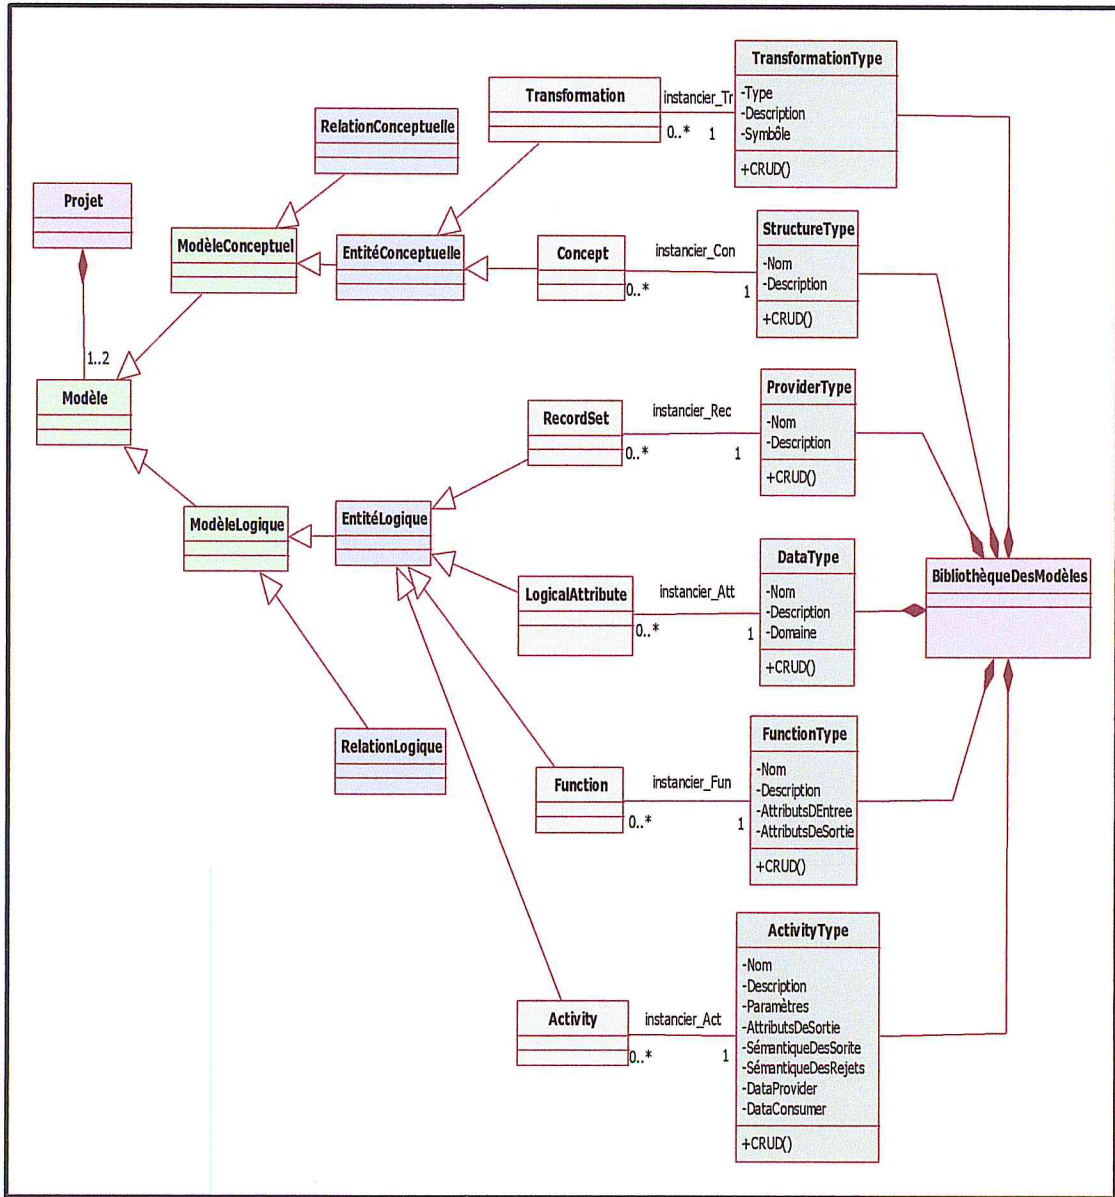 TransformationType
-Type
-Description
-Symbôle
+CRUD()
Transformation
instancier_Tr
0..*
1
RelationConceptuelle
Projet
ModèleConceptuel
EntitéConceptuelle
Concept
instancier_Con
0..*
1
StructureType
-Nom
-Description
+CRUD()
1..2
Modèle
RecordSet
instancier_Rec
0..*
1
ProviderType
-Nom
-Description
+CRUD()
ModèleLogique
EntitéLogique
LogicalAttribute
instancier_Att
0..*
1
DataType
-Nom
-Description
-Domaine
+CRUD()
BibliothèqueDesModèles
RelationLogique
Function
instancier_Fun
0..*
1
FunctionType
-Nom
-Description
-AttributsDEntree
-AttributsDeSortie
+CRUD()
Activity
instancier_Act
0..*
1
ActivityType
-Nom
-Description
-Paramètres
-AttributsDeSortie
-SémantiqueDesSorite
-SémantiqueDesRejets
-DataProvider
-DataConsumer
+CRUD()